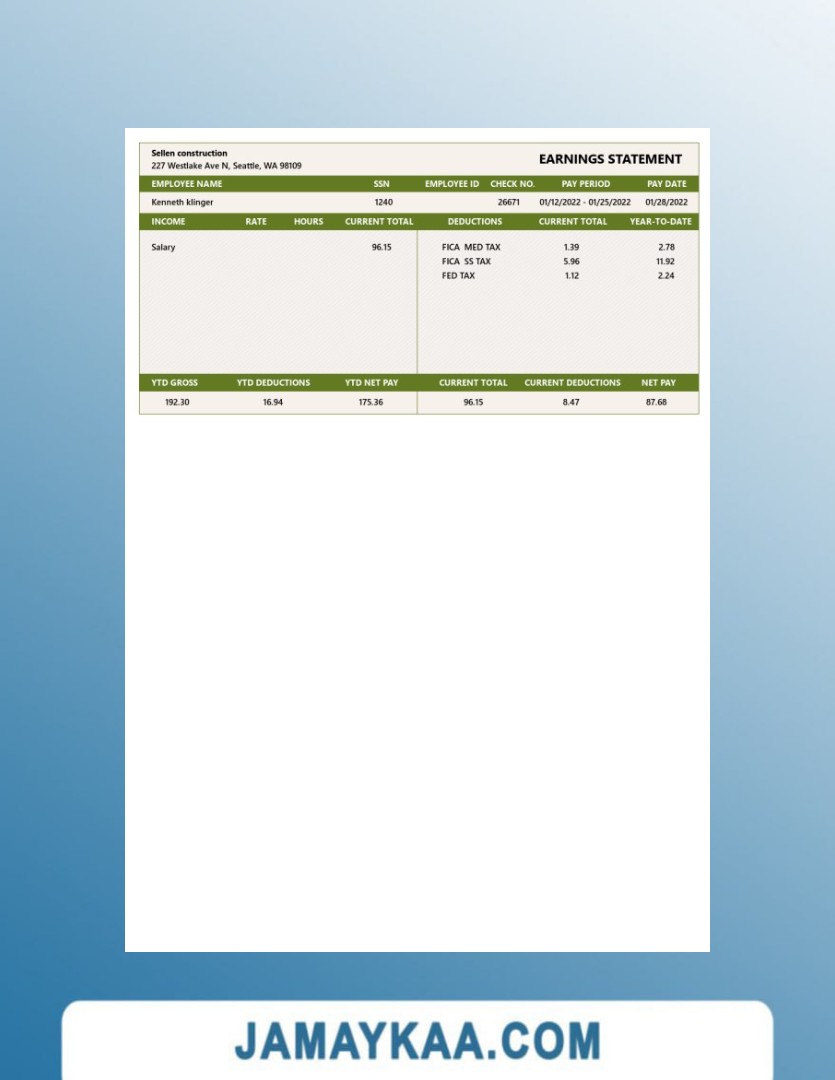 Sellen construction
227 Westlake Ave N, Seattle, WA 98109
EARNINGS STATEMENT
EMPLOYEE NAME SSN EMPLOYEE ID CHECK NO. PAY PERIOD PAY DATE
Kenneth klinger 1240 26671 01/12/2022 - 01/25/2022 01/28/2022
INCOME RATE HOURS CURRENT TOTAL DEDUCTIONS CURRENT TOTAL YEAR-TO-DATE
Salary 96.15 FICA MED TAX 1.39 2.78
FICA SS TAX 5.96 11.92
FED TAX 1.12 2.24
YTD GROSS YTD DEDUCTIONS YTD NET PAY CURRENT TOTAL CURRENT DEDUCTIONS NET PAY
192.30 16.94 175.36 96.15 8.47 87.68
JAMAYKAA.COM